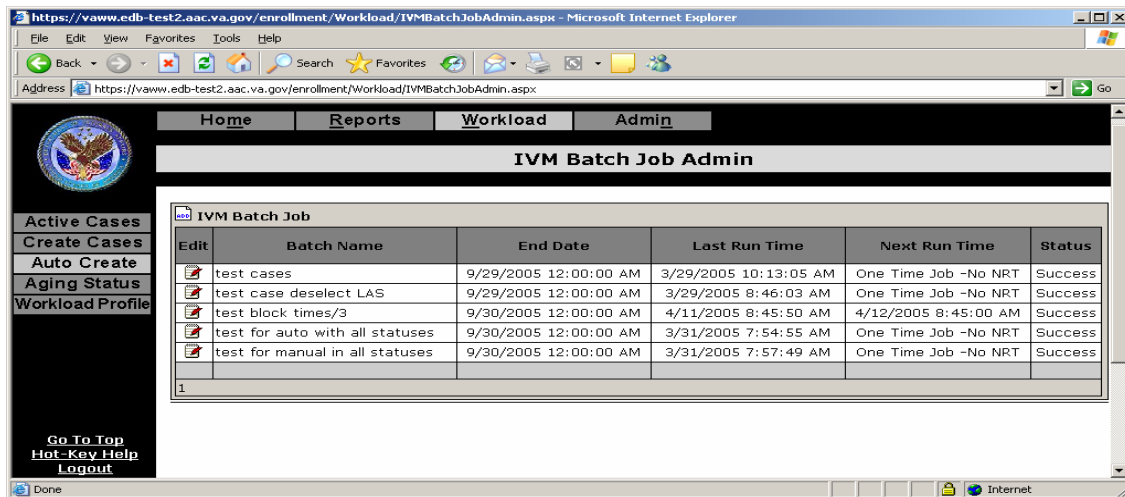 https://vaww.edb-test2.aac.va.gov/enrollment/Workload/IVMBatchJobAdmin.aspx - Microsoft Internet Explorer
File Edit View Favorites Tools Help
Back Search Favorites
Address https://vaww.edb-test2.aac.va.gov/enrollment/Workload/IVMBatchJobAdmin.aspx Go
Home Reports Workload Admin
IVM Batch Job Admin
Active Cases
Create Cases
Auto Create
Aging Status
Workload Profile
ADD IVM Batch Job
Edit Batch Name End Date Last Run Time Next Run Time Status
test cases 9/29/2005 12:00:00 AM 3/29/2005 10:13:05 AM One Time Job -No NRT Success
test case deselect LAS 9/29/2005 12:00:00 AM 3/29/2005 8:46:03 AM One Time Job -No NRT Success
test block times/3 9/30/2005 12:00:00 AM 4/11/2005 8:45:50 AM 4/12/2005 8:45:00 AM Success
test for auto with all statuses 9/30/2005 12:00:00 AM 3/31/2005 7:54:55 AM One Time Job -No NRT Success
test for manual in all statuses 9/30/2005 12:00:00 AM 3/31/2005 7:57:49 AM One Time Job -No NRT Success
1
Go To Top
Hot-Key Help
Logout
Done Internet